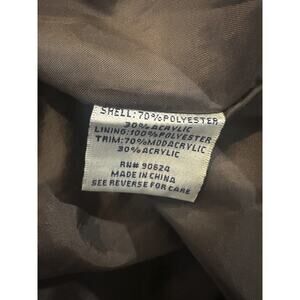 SHELL: 70% POLYESTER
30% ACRYLIC
LINING: 100% POLYESTER
TRIM: 70% MODACRYLIC
30% ACRYLIC
RN# 90624
MADE IN CHINA
SEE REVERSE FOR CARE